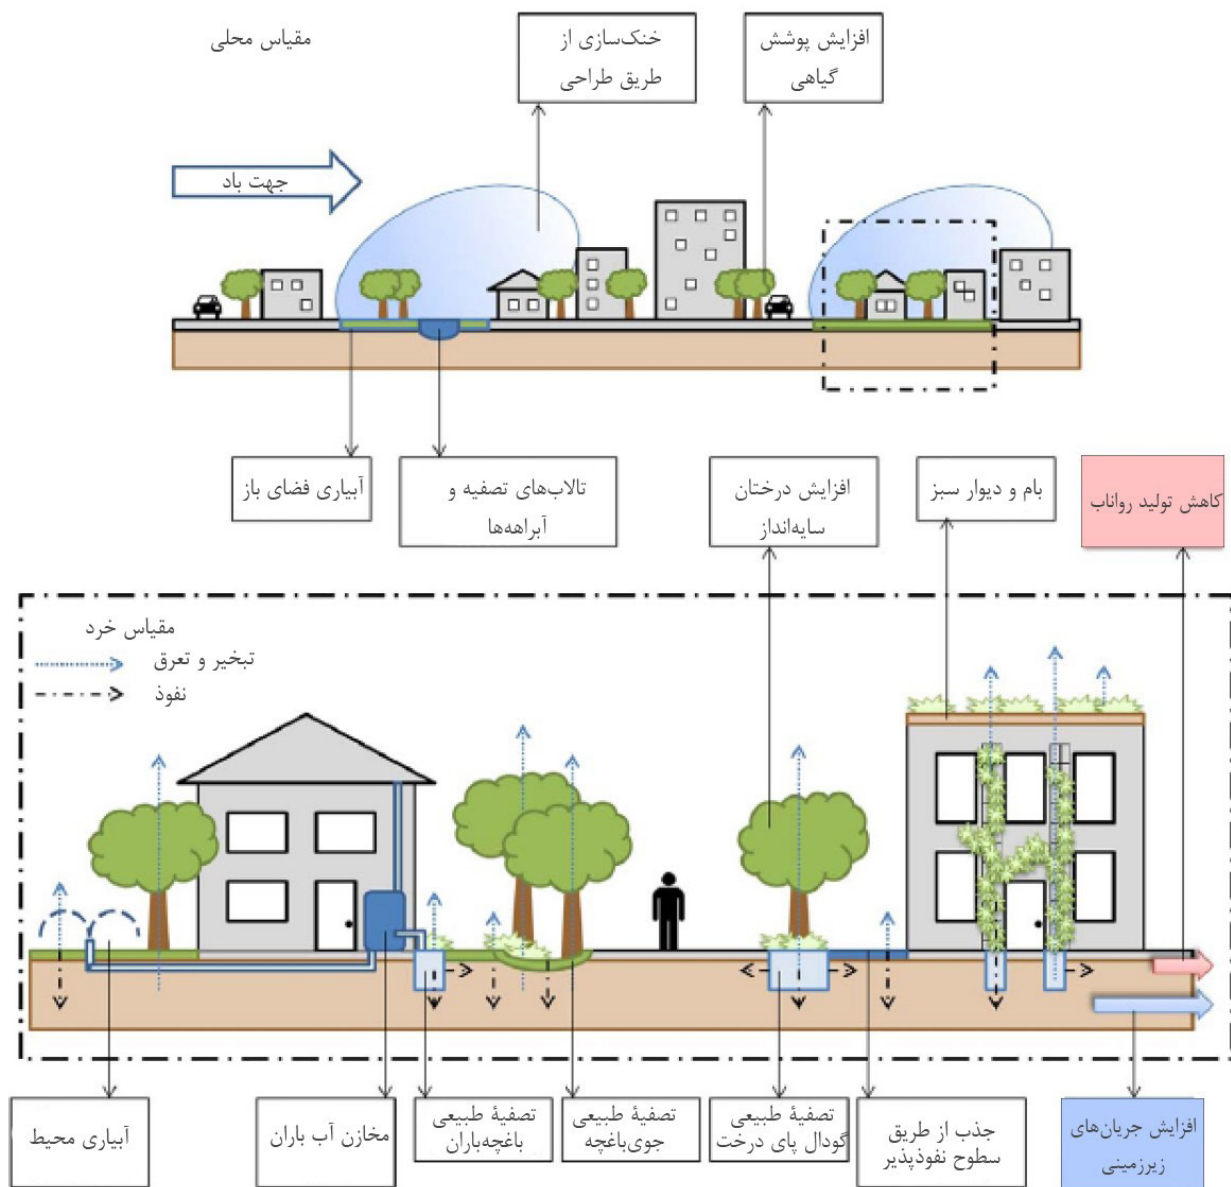 مقیاس محلی
خنک‌سازی از
طریق طراحی
افزایش پوشش
گیاهی
جهت باد
آبیاری فضای باز
تالاب‌های تصفیه و
آبراهه‌ها
افزایش درختان
سایه‌انداز
بام و دیوار سبز
کاهش تولید رواناب
مقیاس خرد
تبخیر و تعرق
نفوذ
آبیاری محیط
مخازن آب باران
تصفیهٔ طبیعی
باغچه‌باران
تصفیهٔ طبیعی
جوی‌باغچه
تصفیهٔ طبیعی
گودال پای درخت
جذب از طریق
سطوح نفوذپذیر
افزایش جریان‌های
زیرزمینی